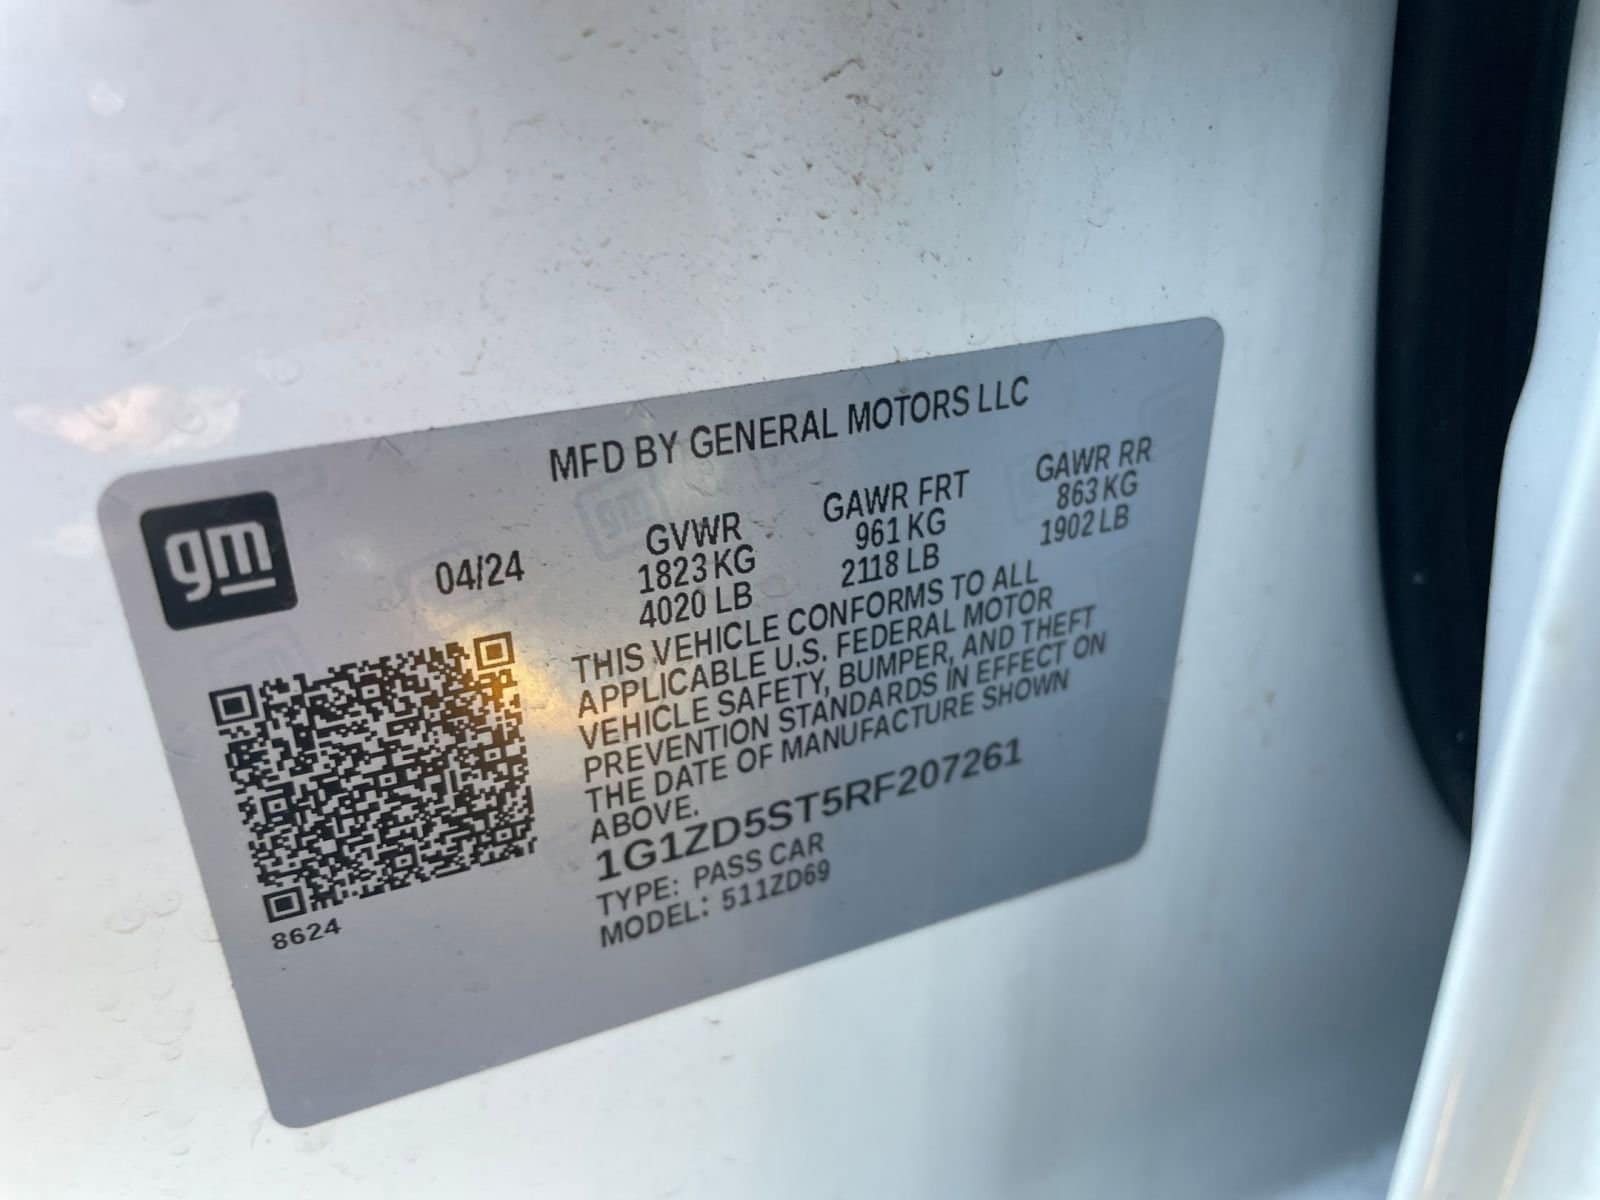 MFD BY GENERAL MOTORS LLC
gm
04/24
GVWR
1823 KG
4020 LB
GAWR FRT
961 KG
2118 LB
GAWR RR
863 KG
1902 LB
THIS VEHICLE CONFORMS TO ALL
APPLICABLE U.S. FEDERAL MOTOR
VEHICLE SAFETY, BUMPER, AND THEFT
PREVENTION STANDARDS IN EFFECT ON
THE DATE OF MANUFACTURE SHOWN
ABOVE.
1G1ZD5ST5RF207261
TYPE: PASS CAR
MODEL: 511ZD69
8624